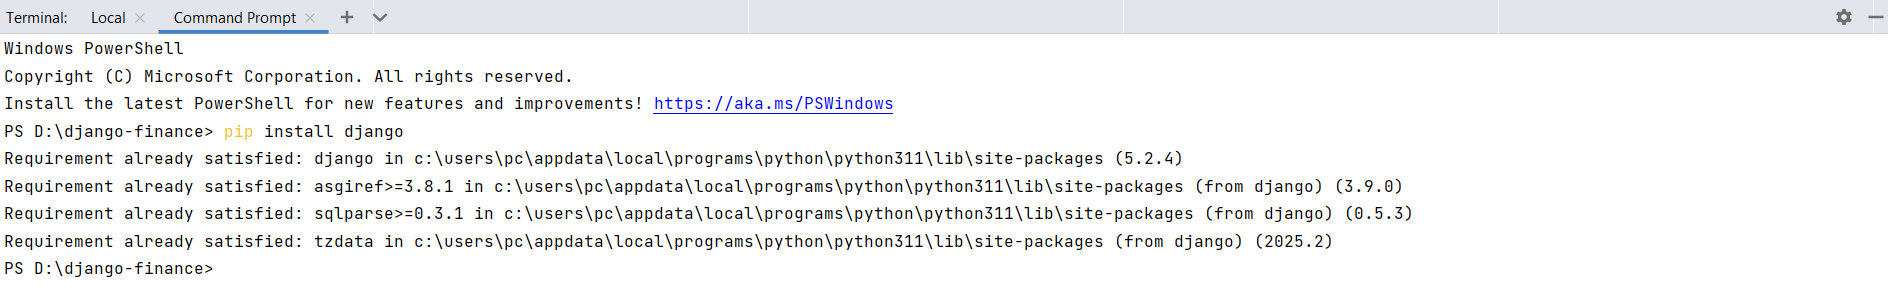 Terminal: Local Command Prompt
Windows PowerShell
Copyright (C) Microsoft Corporation. All rights reserved.
Install the latest PowerShell for new features and improvements! https://aka.ms/PSWindows
PS D:\django-finance> pip install django
Requirement already satisfied: django in c:\users\pc\appdata\local\programs\python\python311\lib\site-packages (5.2.4)
Requirement already satisfied: asgiref>=3.8.1 in c:\users\pc\appdata\local\programs\python\python311\lib\site-packages (from django) (3.9.0)
Requirement already satisfied: sqlparse>=0.3.1 in c:\users\pc\appdata\local\programs\python\python311\lib\site-packages (from django) (0.5.3)
Requirement already satisfied: tzdata in c:\users\pc\appdata\local\programs\python\python311\lib\site-packages (from django) (2025.2)
PS D:\django-finance>